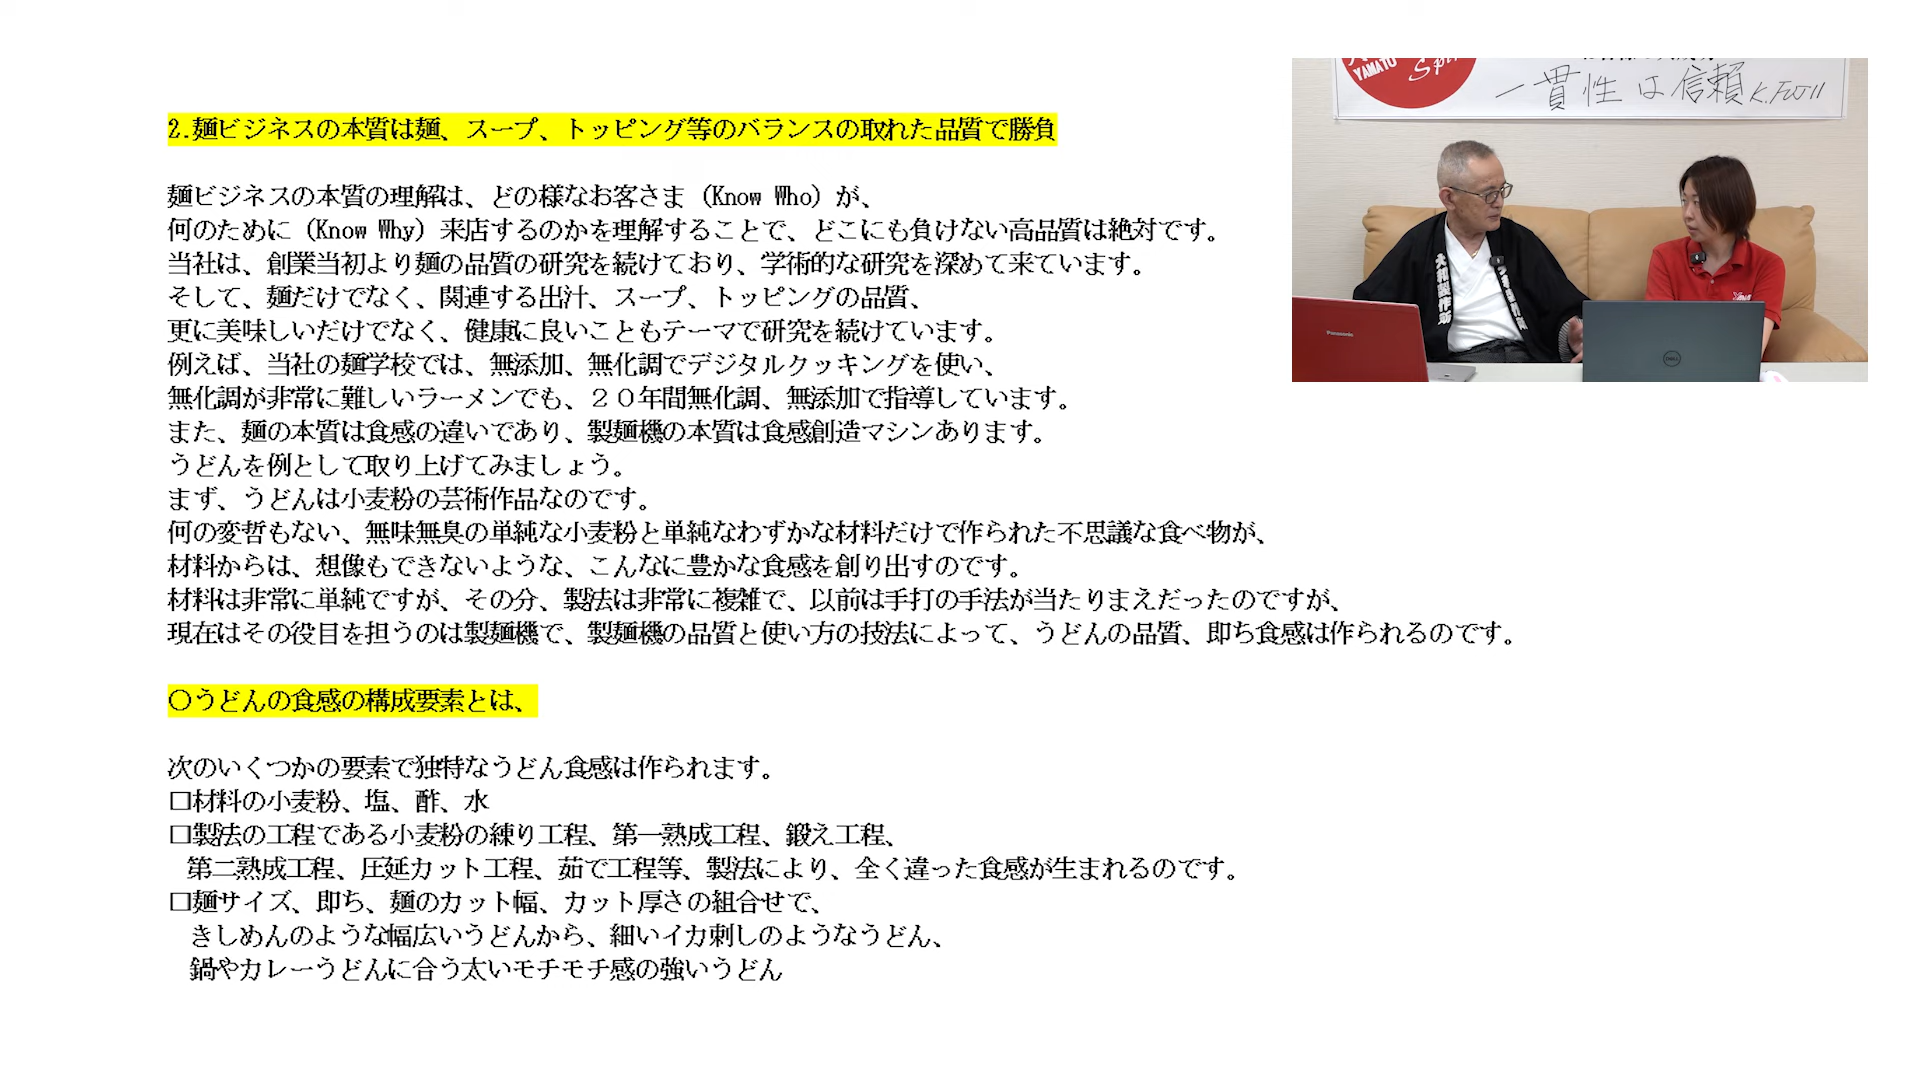 2.麺ビジネスの本質は麺、スープ、トッピング等のバランスの取れた品質で勝負
麺ビジネスの本質の理解は、どの様なお客さま（Know Who）が、
何のために（Know Why）来店するのかを理解することで、どこにも負けない高品質は絶対です。
当社は、創業当初より麺の品質の研究を続けており、学術的な研究を深めて来ています。
そして、麺だけでなく、関連する出汁、スープ、トッピングの品質、
更に美味しいだけでなく、健康に良いこともテーマで研究を続けています。
例えば、当社の麺学校では、無添加、無化調でデジタルクッキングを使い、
無化調が非常に難しいラーメンでも、２０年間無化調、無添加で指導しています。
また、麺の本質は食感の違いであり、製麺機の本質は食感創造マシンあります。
うどんを例として取り上げてみましょう。
まず、うどんは小麦粉の芸術作品なのです。
何の変哲もない、無味無臭の単純な小麦粉と単純なわずかな材料だけで作られた不思議な食べ物が、
材料からは、想像もできないような、こんなに豊かな食感を創り出すのです。
材料は非常に単純ですが、その分、製法は非常に複雑で、以前は手打の手法が当たりまえだったのですが、
現在はその役目を担うのは製麺機で、製麺機の品質と使い方の技法によって、うどんの品質、即ち食感は作られるのです。
〇うどんの食感の構成要素とは、
次のいくつかの要素で独特なうどん食感は作られます。
□材料の小麦粉、塩、酢、水
□製法の工程である小麦粉の練り工程、第一熟成工程、鍛え工程、
第二熟成工程、圧延カット工程、茹で工程等、製法により、全く違った食感が生まれるのです。
□麺サイズ、即ち、麺のカット幅、カット厚さの組合せで、
きしめんのような幅広いうどんから、細いイカ刺しのようなうどん、
鍋やカレーうどんに合う太いモチモチ感の強いうどん
YAMATO
一貫性は信頼 K.FUJII
Panasonic
DELL